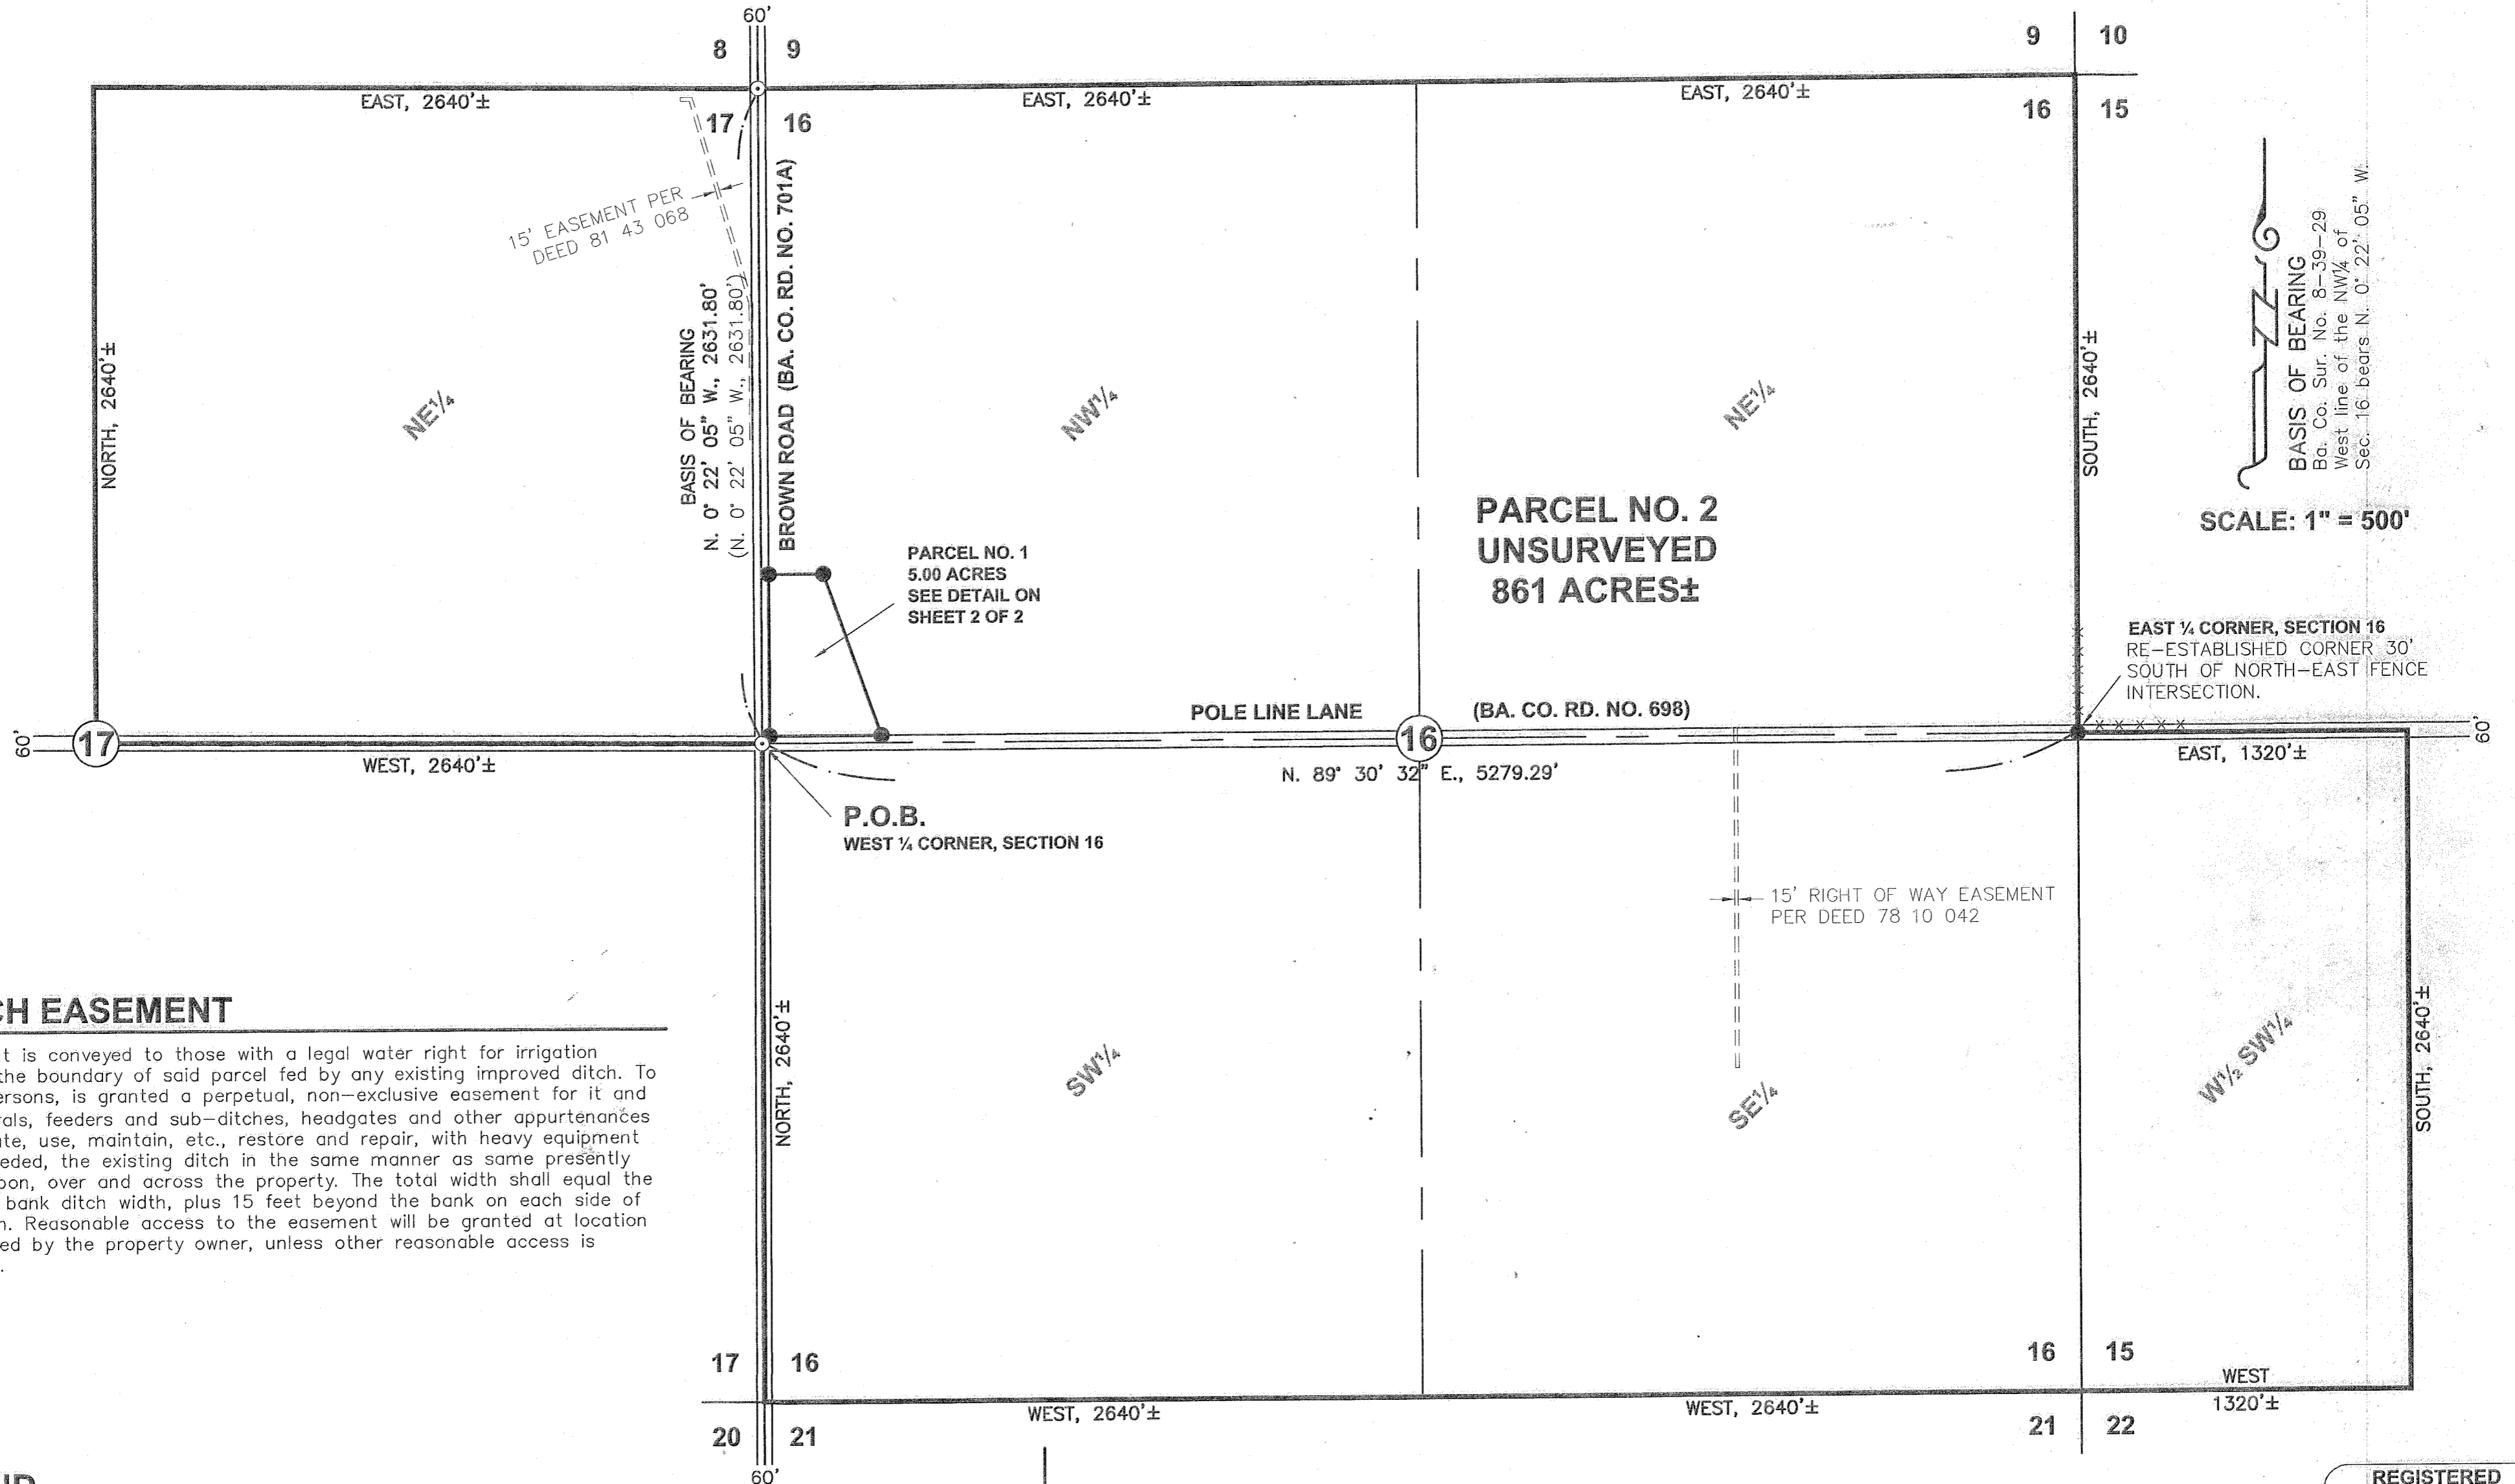 60'
8
9
9
10
EAST, 2640'±
EAST, 2640'±
EAST, 2640'±
17
16
16
15
15' EASEMENT PER
DEED 81 43 068
NORTH, 2640'±
NE¼
BASIS OF BEARING
N. 0° 22' 05" W., 2631.80'
(N. 0° 22' 05" W., 2631.80')
BROWN ROAD (BA. CO. RD. NO. 701A)
NW¼
NE¼
SOUTH, 2640'±
BASIS OF BEARING
Ba. Co. Sur. No. 8-39-29
West line of the NW¼ of
Sec. 16 bears N. 0° 22' 05" W.
SCALE: 1" = 500'
PARCEL NO. 2
UNSURVEYED
861 ACRES±
PARCEL NO. 1
5.00 ACRES
SEE DETAIL ON
SHEET 2 OF 2
EAST ¼ CORNER, SECTION 16
RE-ESTABLISHED CORNER 30'
SOUTH OF NORTH-EAST FENCE
INTERSECTION.
POLE LINE LANE (BA. CO. RD. NO. 698)
60'
17
16
60'
WEST, 2640'±
N. 89° 30' 32" E., 5279.29'
EAST, 1320'±
P.O.B.
WEST ¼ CORNER, SECTION 16
15' RIGHT OF WAY EASEMENT
PER DEED 78 10 042
CH EASEMENT
t is conveyed to those with a legal water right for irrigation
the boundary of said parcel fed by any existing improved ditch. To
ersons, is granted a perpetual, non-exclusive easement for it and
rals, feeders and sub-ditches, headgates and other appurtenances
ate, use, maintain, etc., restore and repair, with heavy equipment
eded, the existing ditch in the same manner as same presently
pon, over and across the property. The total width shall equal the
bank ditch width, plus 15 feet beyond the bank on each side of
h. Reasonable access to the easement will be granted at location
ed by the property owner, unless other reasonable access is
.
NORTH, 2640'±
SW¼
SE¼
W½ SW¼
SOUTH, 2640'±
17
16
16
15
WEST, 2640'±
WEST, 2640'±
WEST
1320'±
20
21
21
22
60'
REGISTERED